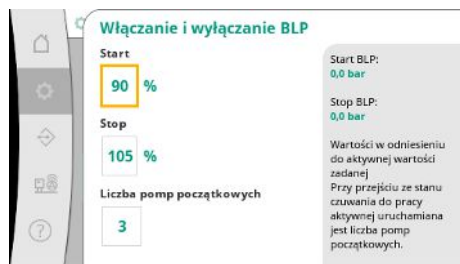 Włączanie i wyłączanie BLP
Start
90 %
Stop
105 %
Liczba pomp początkowych
3
Start BLP:
0,0 bar
Stop BLP:
0,0 bar
Wartości w odniesieniu
do aktywnej wartości
zadanej
Przy przejściu ze stanu
czuwania do pracy
aktywnej uruchamiana
jest liczba pomp
początkowych.
?